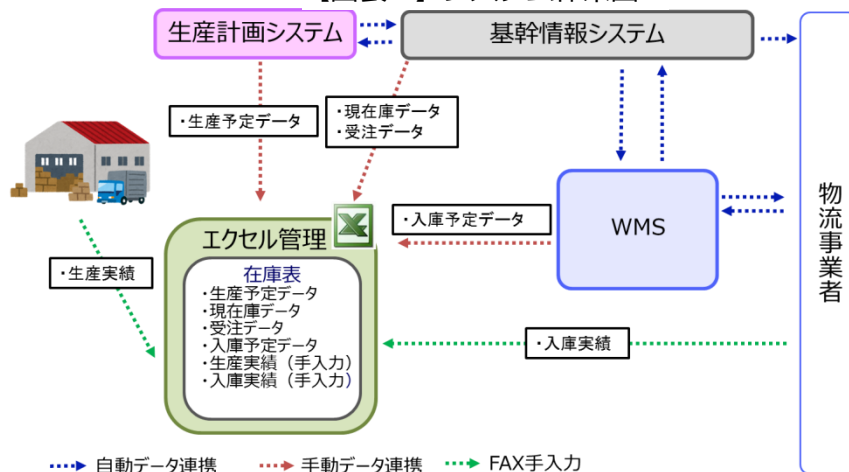 生産計画システム
基幹情報システム
・生産予定データ
・現在庫データ
・受注データ
物流事業者
WMS
・入庫予定データ
エクセル管理
在庫表
・生産予定データ
・現在庫データ
・受注データ
・入庫予定データ
・生産実績（手入力）
・入庫実績（手入力）
・生産実績
・入庫実績
自動データ連携
手動データ連携
FAX手入力